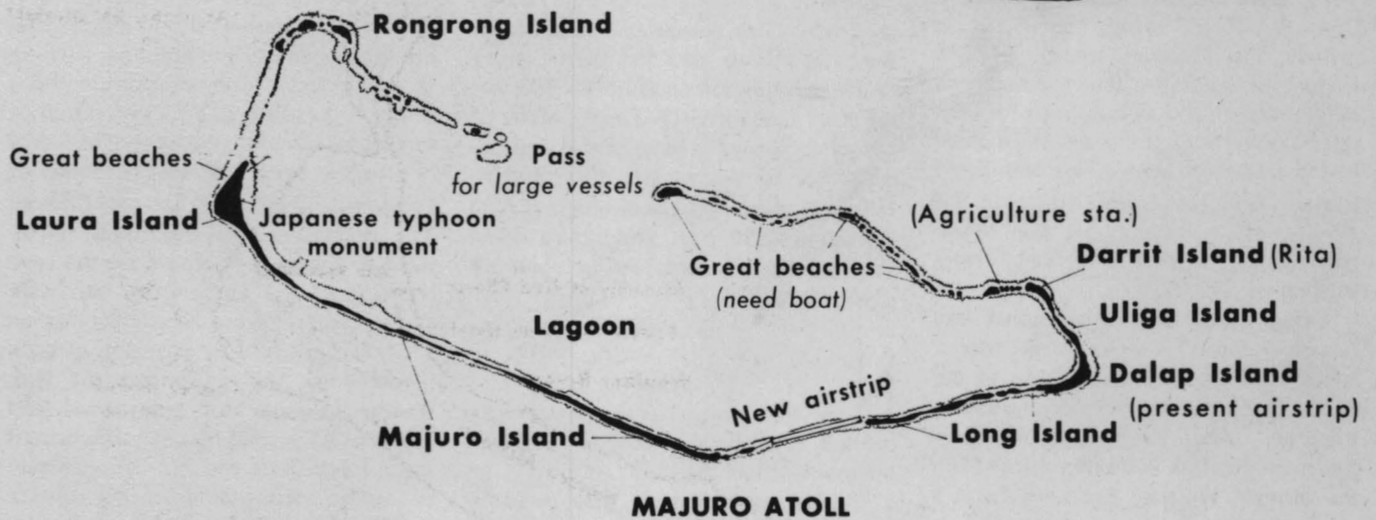 Rongrong Island
Great beaches
Pass
for large vessels
Laura Island
Japanese typhoon
monument
(Agriculture sta.)
Great beaches
(need boat)
Darrit Island (Rita)
Lagoon
Uliga Island
Dalap Island
(present airstrip)
New airstrip
Majuro Island
Long Island
MAJURO ATOLL